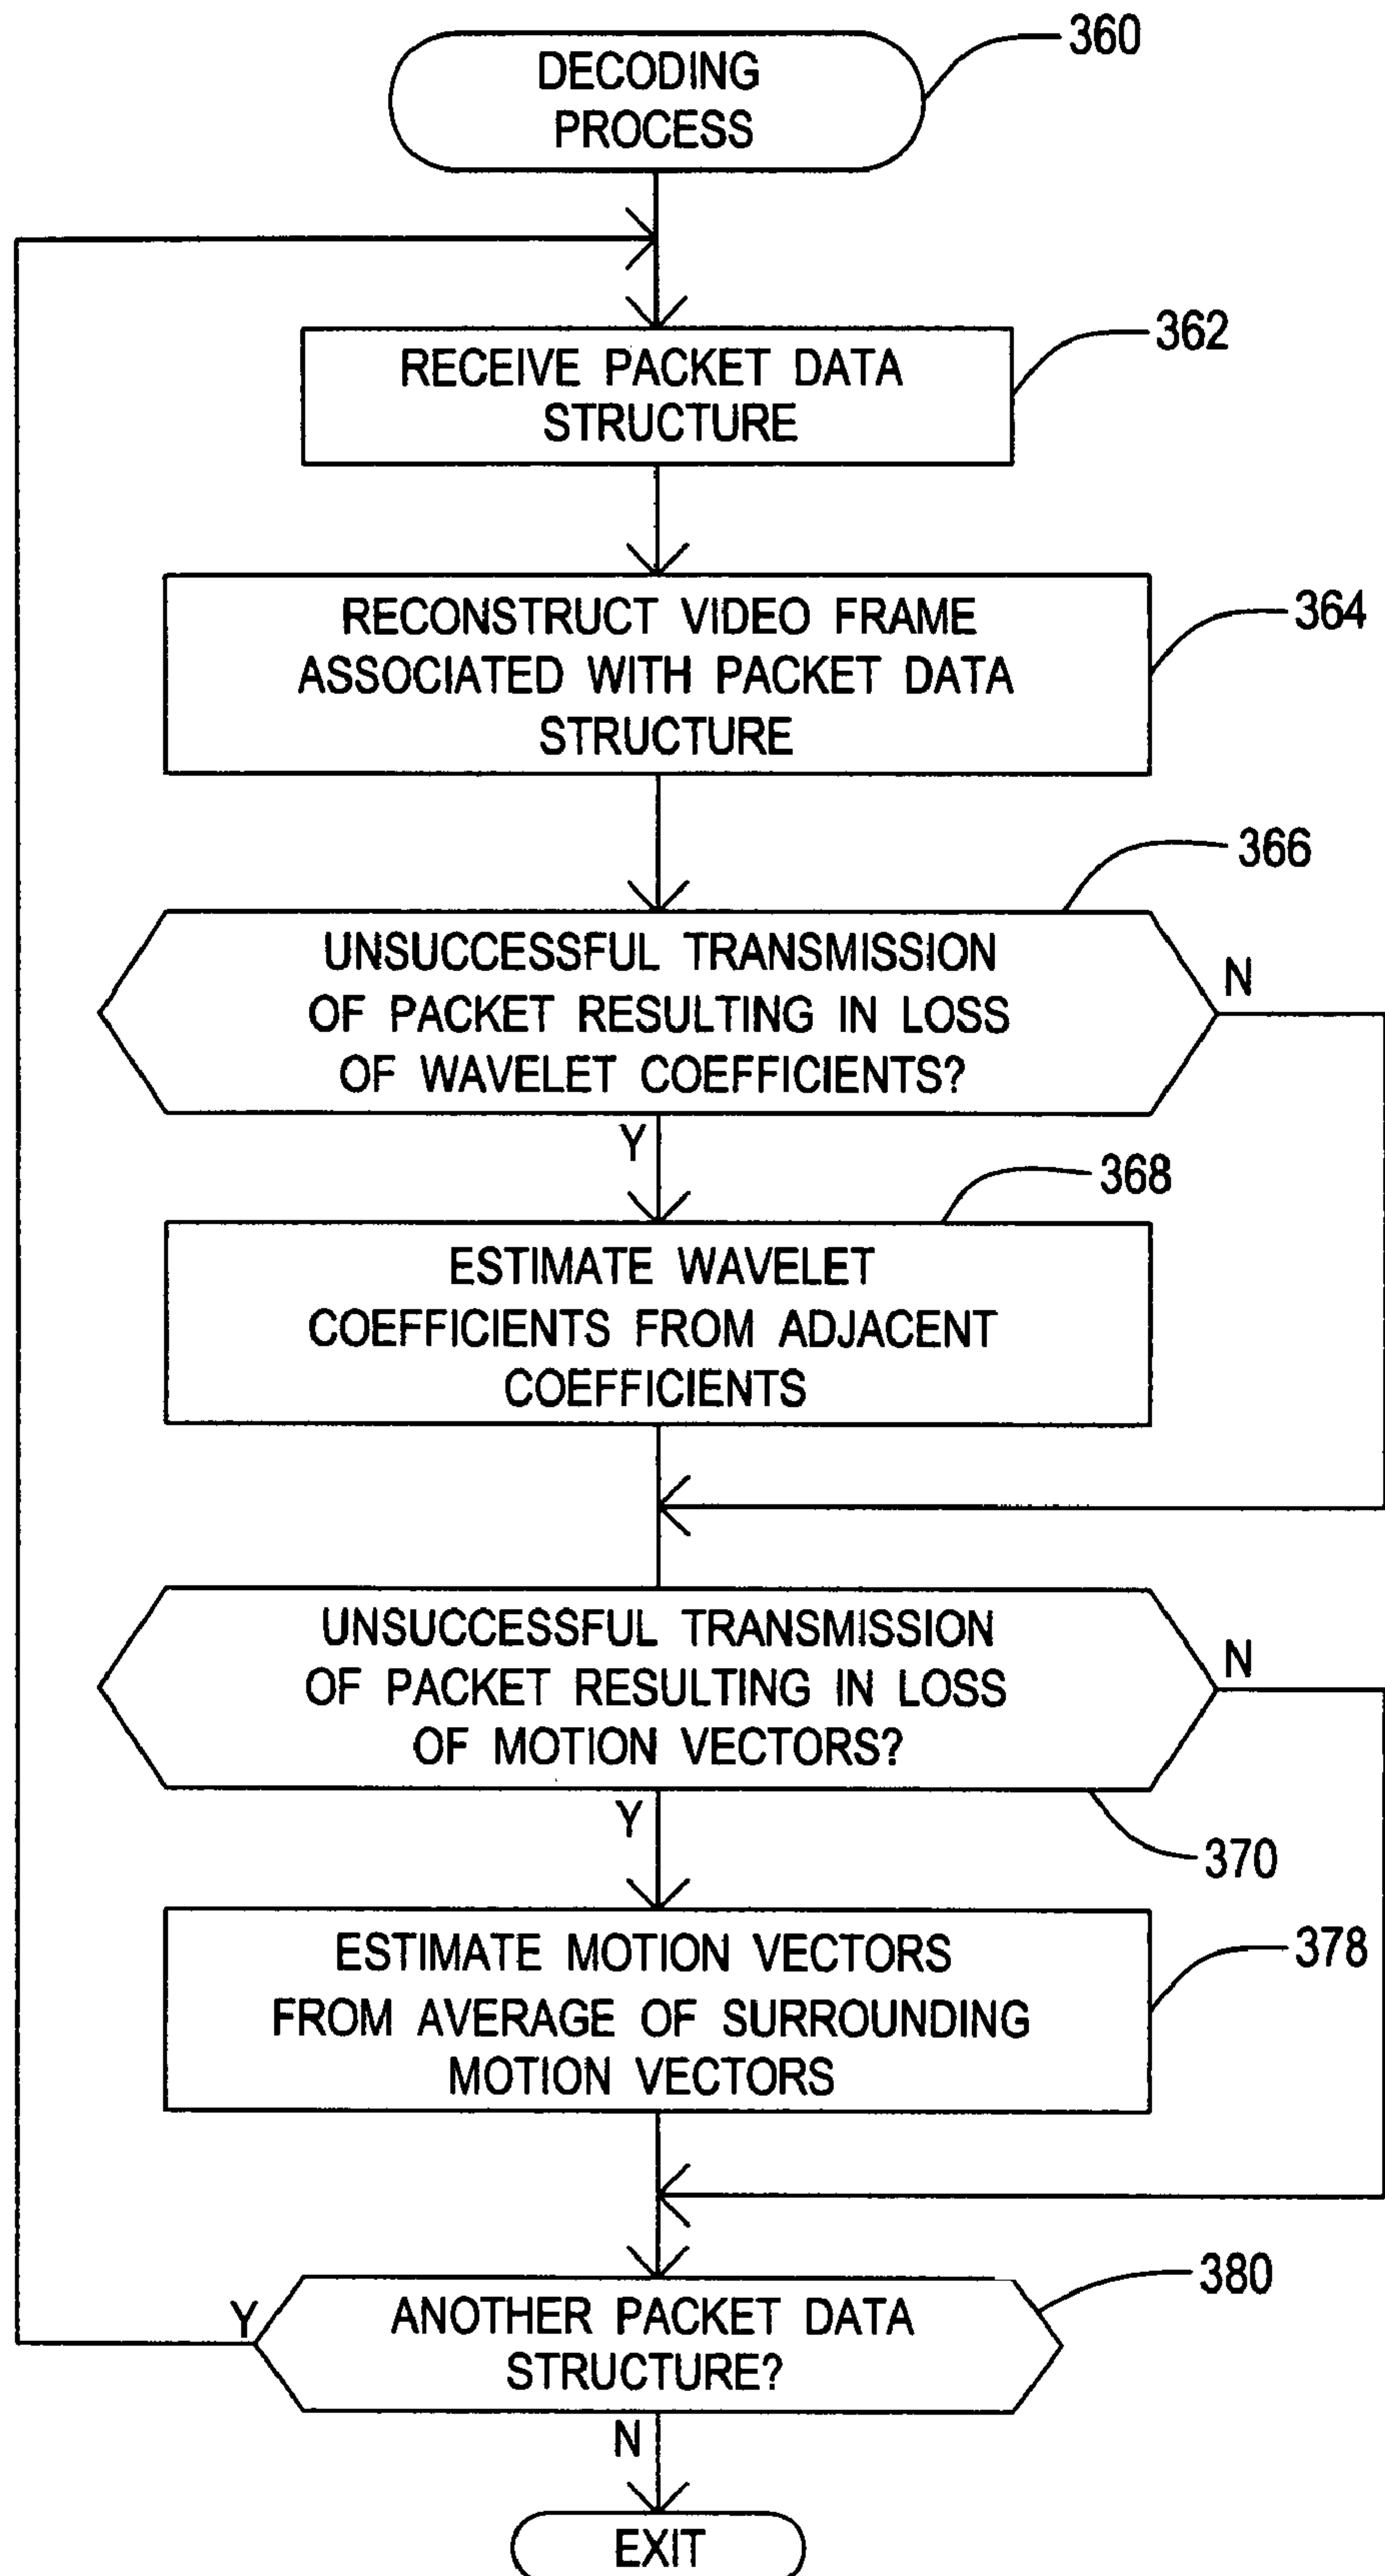 DECODING
PROCESS
360
RECEIVE PACKET DATA
STRUCTURE
362
RECONSTRUCT VIDEO FRAME
ASSOCIATED WITH PACKET DATA
STRUCTURE
364
UNSUCCESSFUL TRANSMISSION
OF PACKET RESULTING IN LOSS
OF WAVELET COEFFICIENTS?
366
N
Y
ESTIMATE WAVELET
COEFFICIENTS FROM ADJACENT
COEFFICIENTS
368
UNSUCCESSFUL TRANSMISSION
OF PACKET RESULTING IN LOSS
OF MOTION VECTORS?
N
370
Y
ESTIMATE MOTION VECTORS
FROM AVERAGE OF SURROUNDING
MOTION VECTORS
378
ANOTHER PACKET DATA
STRUCTURE?
380
Y
N
EXIT